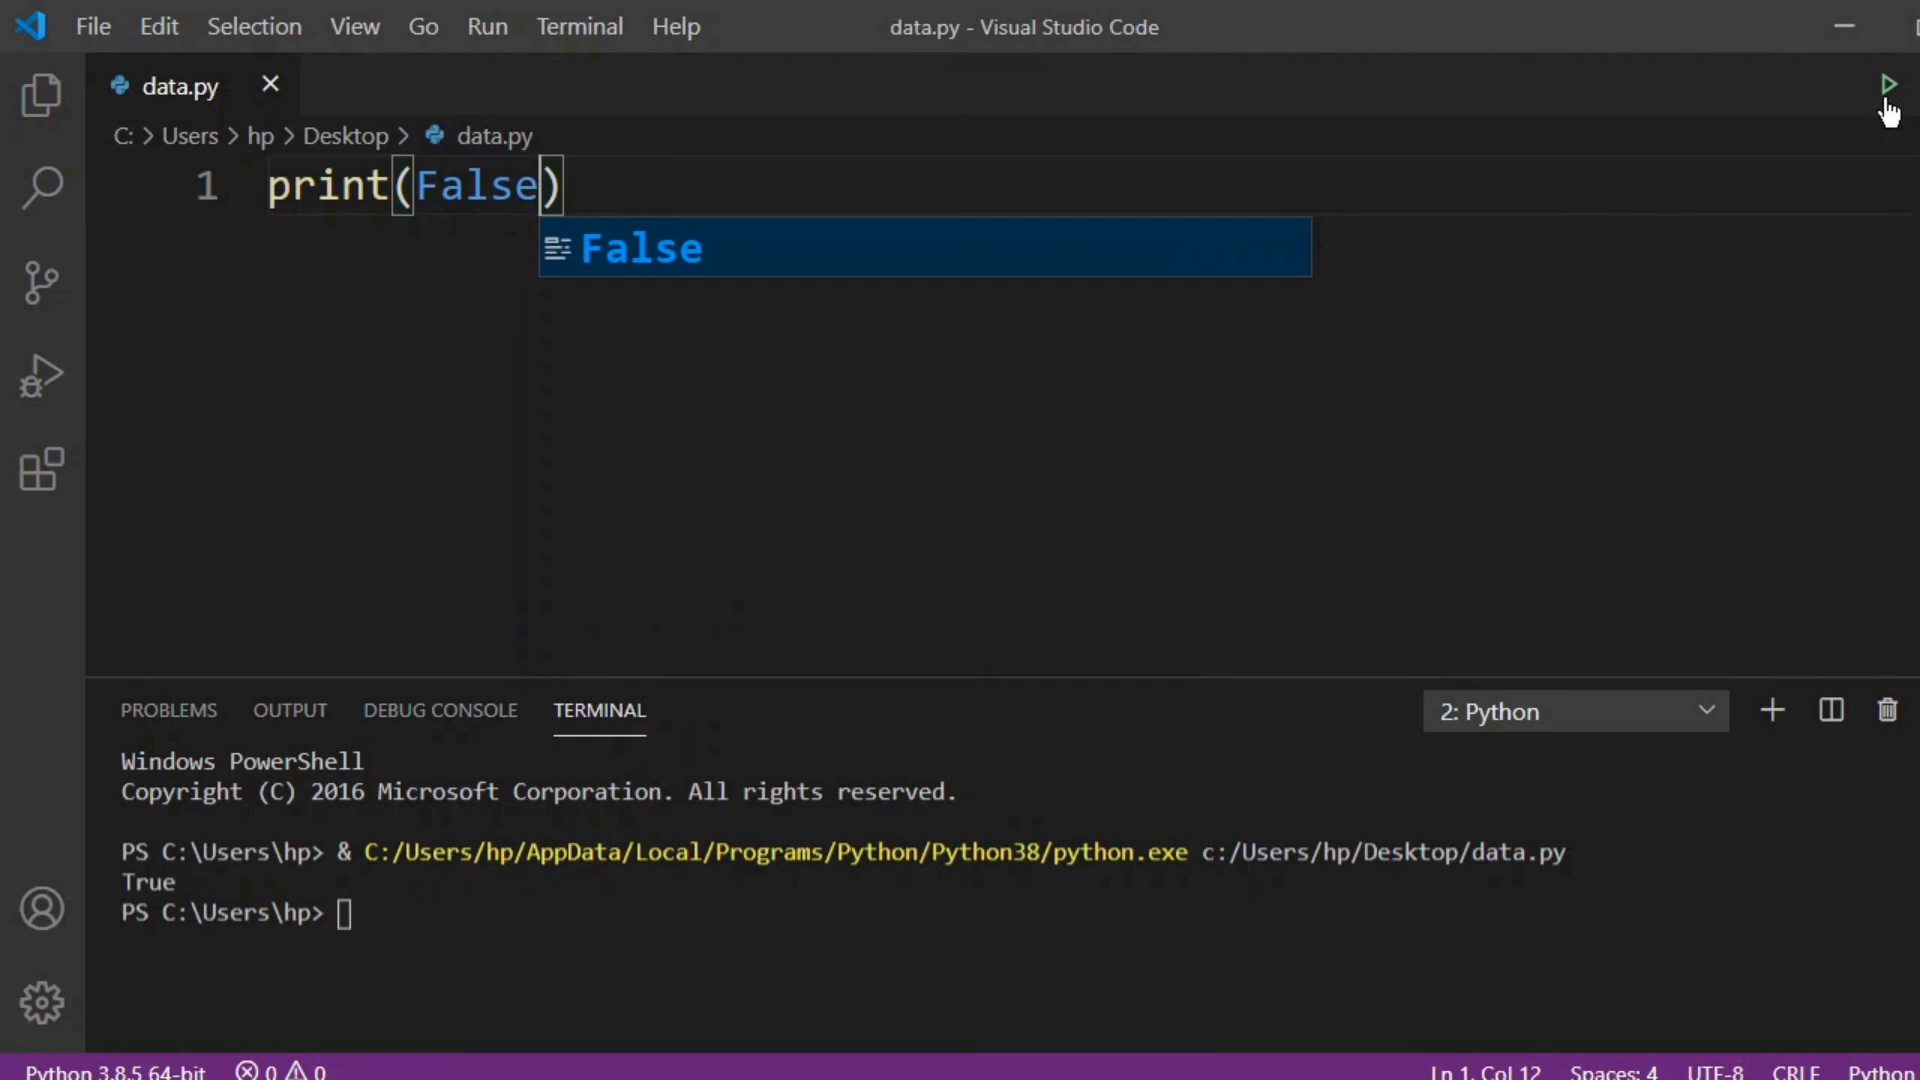 File Edit Selection View Go Run Terminal Help data.py - Visual Studio Code
data.py
C: > Users > hp > Desktop > data.py
1 print(False)
False
PROBLEMS OUTPUT DEBUG CONSOLE TERMINAL 2: Python
Windows PowerShell
Copyright (C) 2016 Microsoft Corporation. All rights reserved.
PS C:\Users\hp> & C:/Users/hp/AppData/Local/Programs/Python/Python38/python.exe c:/Users/hp/Desktop/data.py
True
PS C:\Users\hp>
Python 3.8.5 64-bit 0 0 Ln 1, Col 12 Spaces: 4 UTF-8 CRLF Python